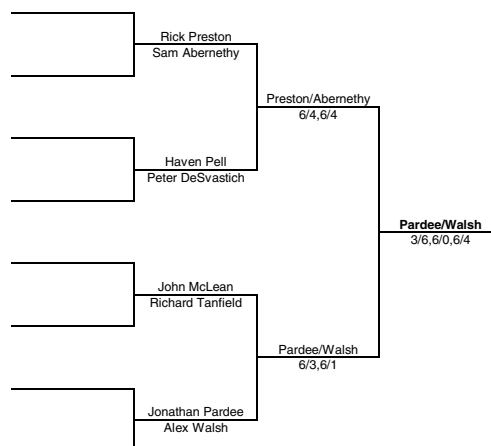 Rick Preston
Sam Abernethy
Preston/Abernethy
6/4,6/4
Haven Pell
Peter DeSvastich
Pardee/Walsh
3/6,6/0,6/4
John McLean
Richard Tanfield
Pardee/Walsh
6/3,6/1
Jonathan Pardee
Alex Walsh